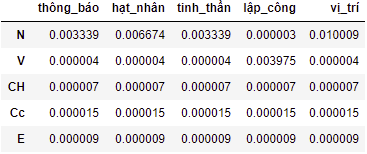 thông_báo hạt_nhân tinh_thần lập_công vị_trí
N 0.003339 0.006674 0.003339 0.000003 0.010009
V 0.000004 0.000004 0.000004 0.003975 0.000004
CH 0.000007 0.000007 0.000007 0.000007 0.000007
Cc 0.000015 0.000015 0.000015 0.000015 0.000015
E 0.000009 0.000009 0.000009 0.000009 0.000009